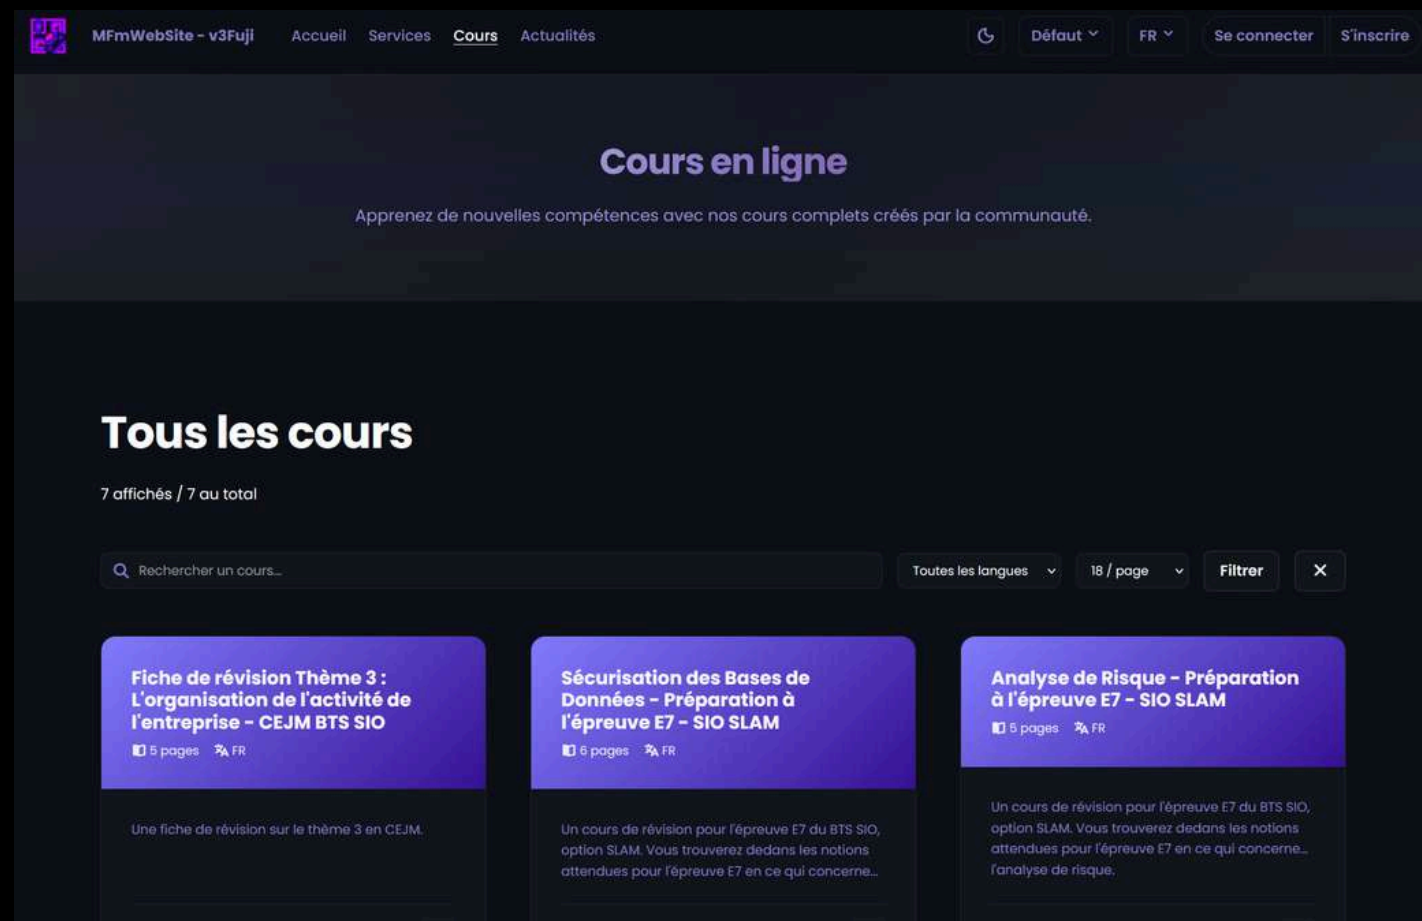 MFmWebSite - v3Fuji Accueil Services Cours Actualités Défaut FR Se connecter S'inscrire
Cours en ligne
Apprenez de nouvelles compétences avec nos cours complets créés par la communauté.
Tous les cours
7 affichés / 7 au total
Rechercher un cours... Toutes les langues 18 / page Filtrer ✕
Fiche de révision Thème 3 :
L'organisation de l'activité de
l'entreprise - CEJM BTS SIO
5 pages FR
Une fiche de révision sur le thème 3 en CEJM.
Sécurisation des Bases de
Données - Préparation à
l'épreuve E7 - SIO SLAM
6 pages FR
Un cours de révision pour l'épreuve E7 du BTS SIO,
option SLAM. Vous trouverez dedans les notions
attendues pour l'épreuve E7 en ce qui concerne...
Analyse de Risque - Préparation
à l'épreuve E7 - SIO SLAM
5 pages FR
Un cours de révision pour l'épreuve E7 du BTS SIO,
option SLAM. Vous trouverez dedans les notions
attendues pour l'épreuve E7 en ce qui concerne...
l'analyse de risque.